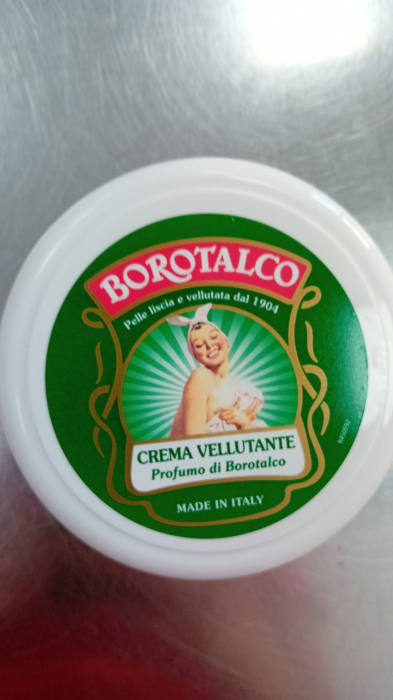 BOROTALCO
Pelle liscia e vellutata dal 1904
CREMA VELLUTANTE
Profumo di Borotalco
MADE IN ITALY